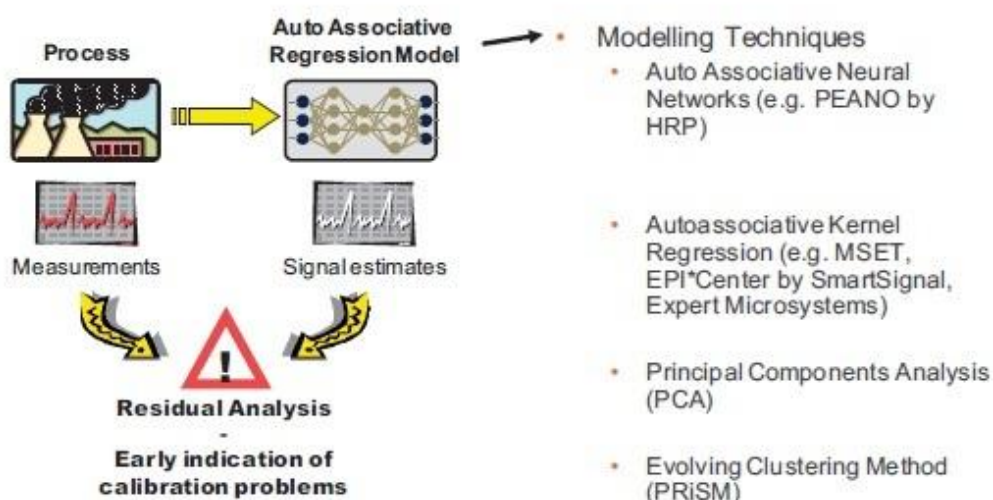 Process
Auto Associative
Regression Model
Measurements
Signal estimates
!
Residual Analysis
-
Early indication of
calibration problems
• Modelling Techniques
• Auto Associative Neural
Networks (e.g. PEANO by
HRP)
• Autoassociative Kernel
Regression (e.g. MSET,
EPI*Center by SmartSignal,
Expert Microsystems)
• Principal Components Analysis
(PCA)
• Evolving Clustering Method
(PRiSM)